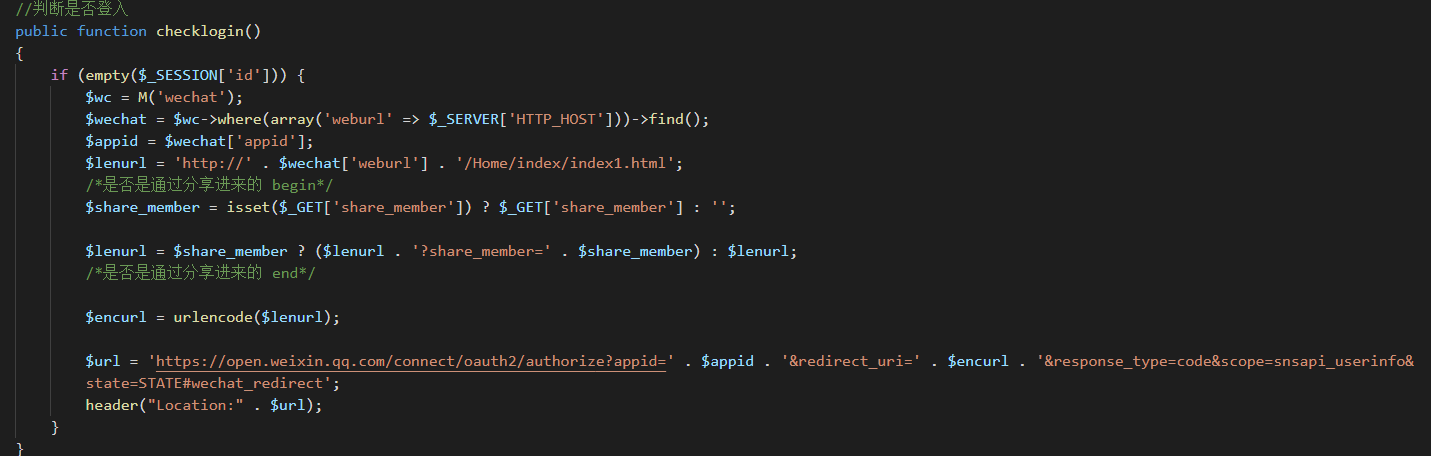 //判断是否登入
public function checklogin()
{
if (empty($_SESSION['id'])) {
$wc = M('wechat');
$wechat = $wc->where(array('weburl' => $_SERVER['HTTP_HOST']))->find();
$appid = $wechat['appid'];
$lenurl = 'http://' . $wechat['weburl'] . '/Home/index/index1.html';
/*是否是通过分享进来的 begin*/
$share_member = isset($_GET['share_member']) ? $_GET['share_member'] : '';
$lenurl = $share_member ? ($lenurl . '?share_member=' . $share_member) : $lenurl;
/*是否是通过分享进来的 end*/
$encurl = urlencode($lenurl);
$url = 'https://open.weixin.qq.com/connect/oauth2/authorize?appid=' . $appid . '&redirect_uri=' . $encurl . '&response_type=code&scope=snsapi_userinfo&
state=STATE#wechat_redirect';
header("Location:" . $url);
}
}